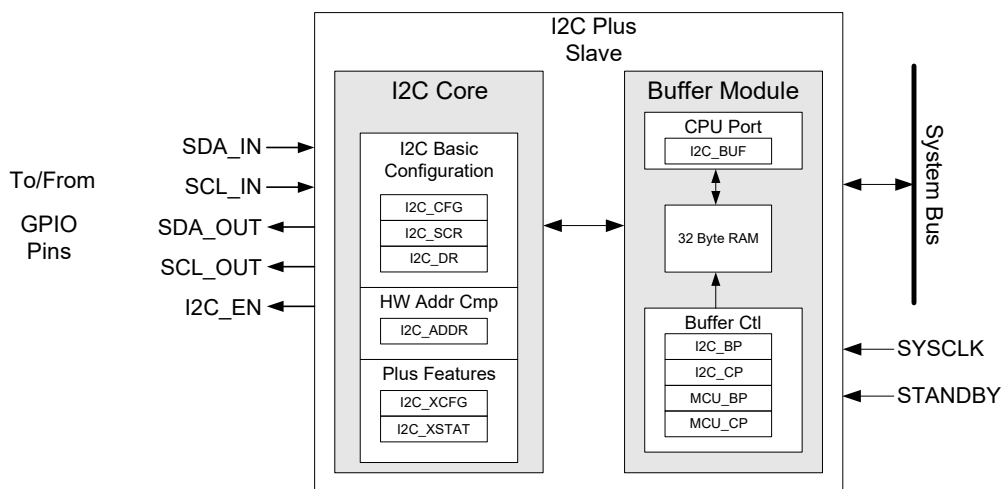 I2C Plus
Slave
I2C Core
Buffer Module
CPU Port
I2C_BUF
I2C Basic
Configuration
I2C_CFG
I2C_SCR
I2C_DR
HW Addr Cmp
I2C_ADDR
Plus Features
I2C_XCFG
I2C_XSTAT
32 Byte RAM
Buffer Ctl
I2C_BP
I2C_CP
MCU_BP
MCU_CP
To/From
GPIO
Pins
SDA_IN
SCL_IN
SDA_OUT
SCL_OUT
I2C_EN
System Bus
SYSCLK
STANDBY